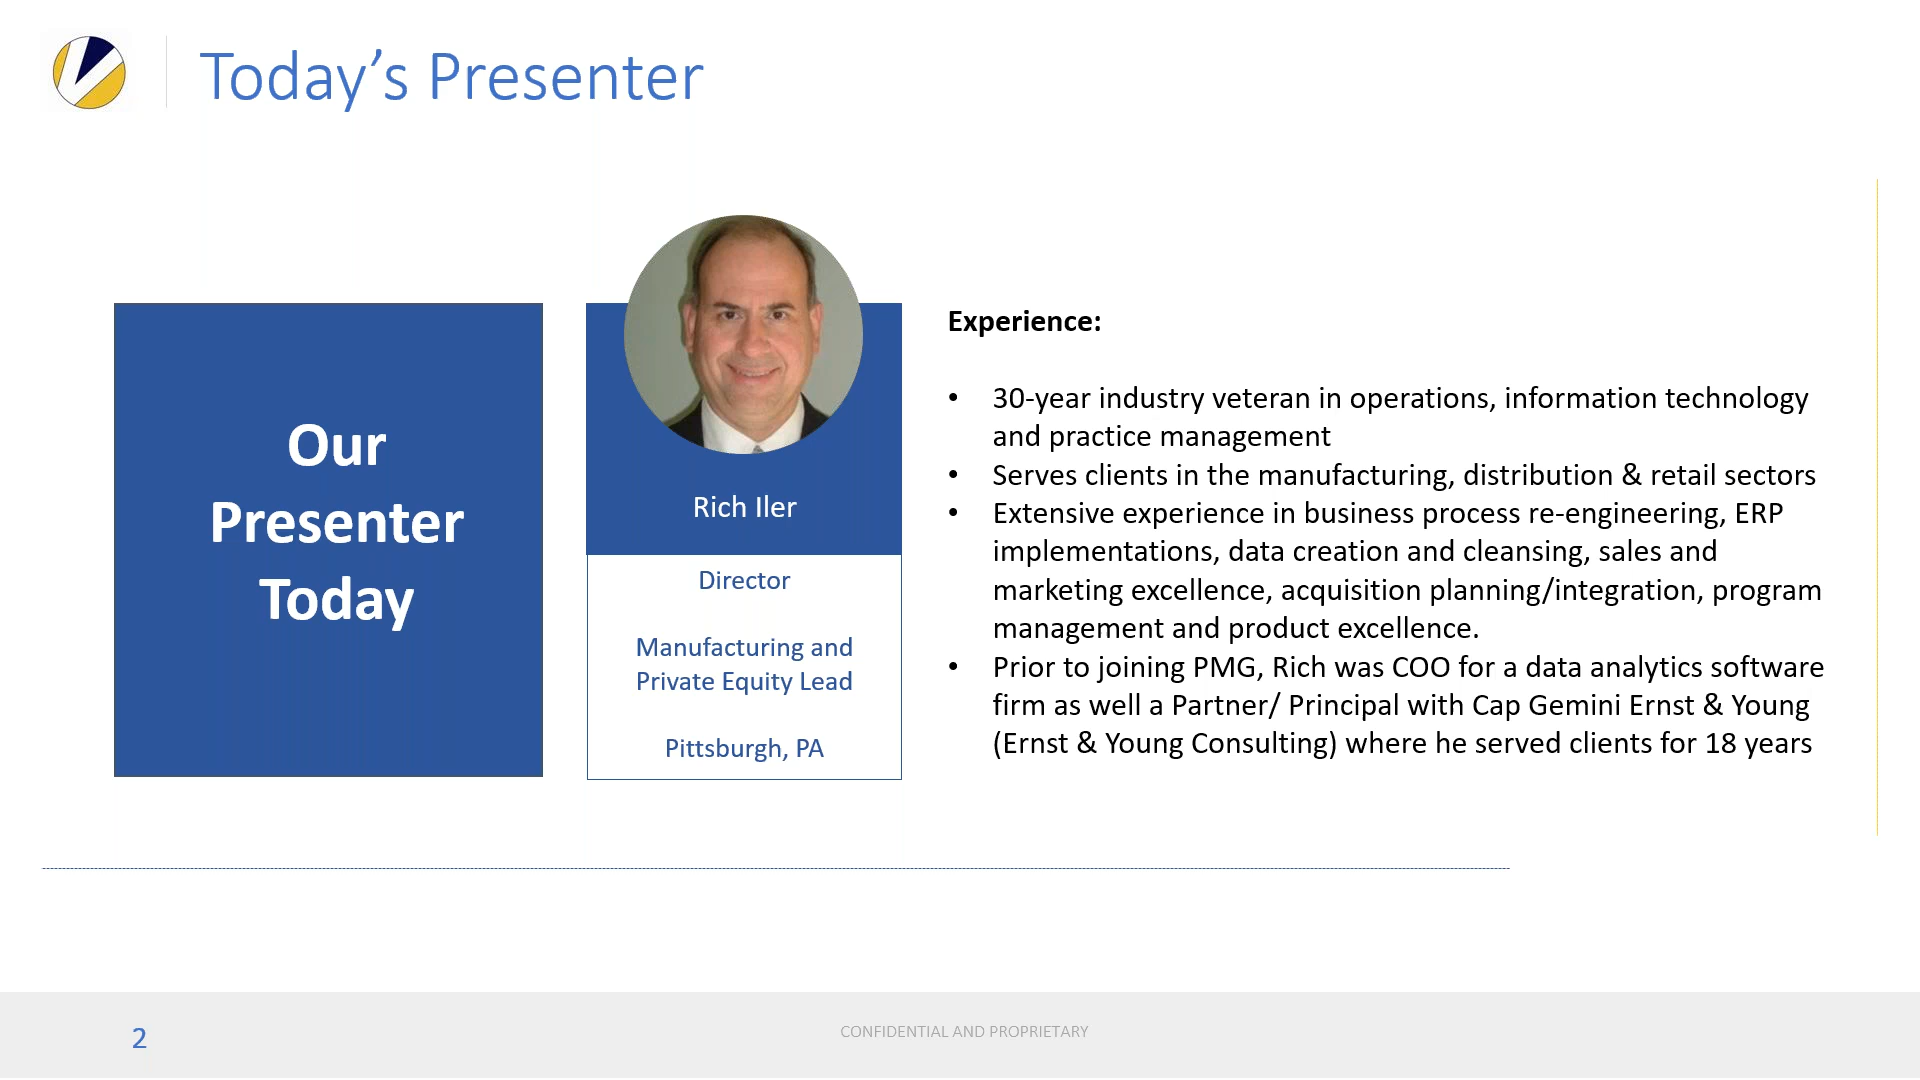 Today’s Presenter
Our
Presenter
Today
Rich Iler
Director
Manufacturing and
Private Equity Lead
Pittsburgh, PA
Experience:
• 30-year industry veteran in operations, information technology
and practice management
• Serves clients in the manufacturing, distribution & retail sectors
• Extensive experience in business process re-engineering, ERP
implementations, data creation and cleansing, sales and
marketing excellence, acquisition planning/integration, program
management and product excellence.
• Prior to joining PMG, Rich was COO for a data analytics software
firm as well a Partner/ Principal with Cap Gemini Ernst & Young
(Ernst & Young Consulting) where he served clients for 18 years
2
CONFIDENTIAL AND PROPRIETARY